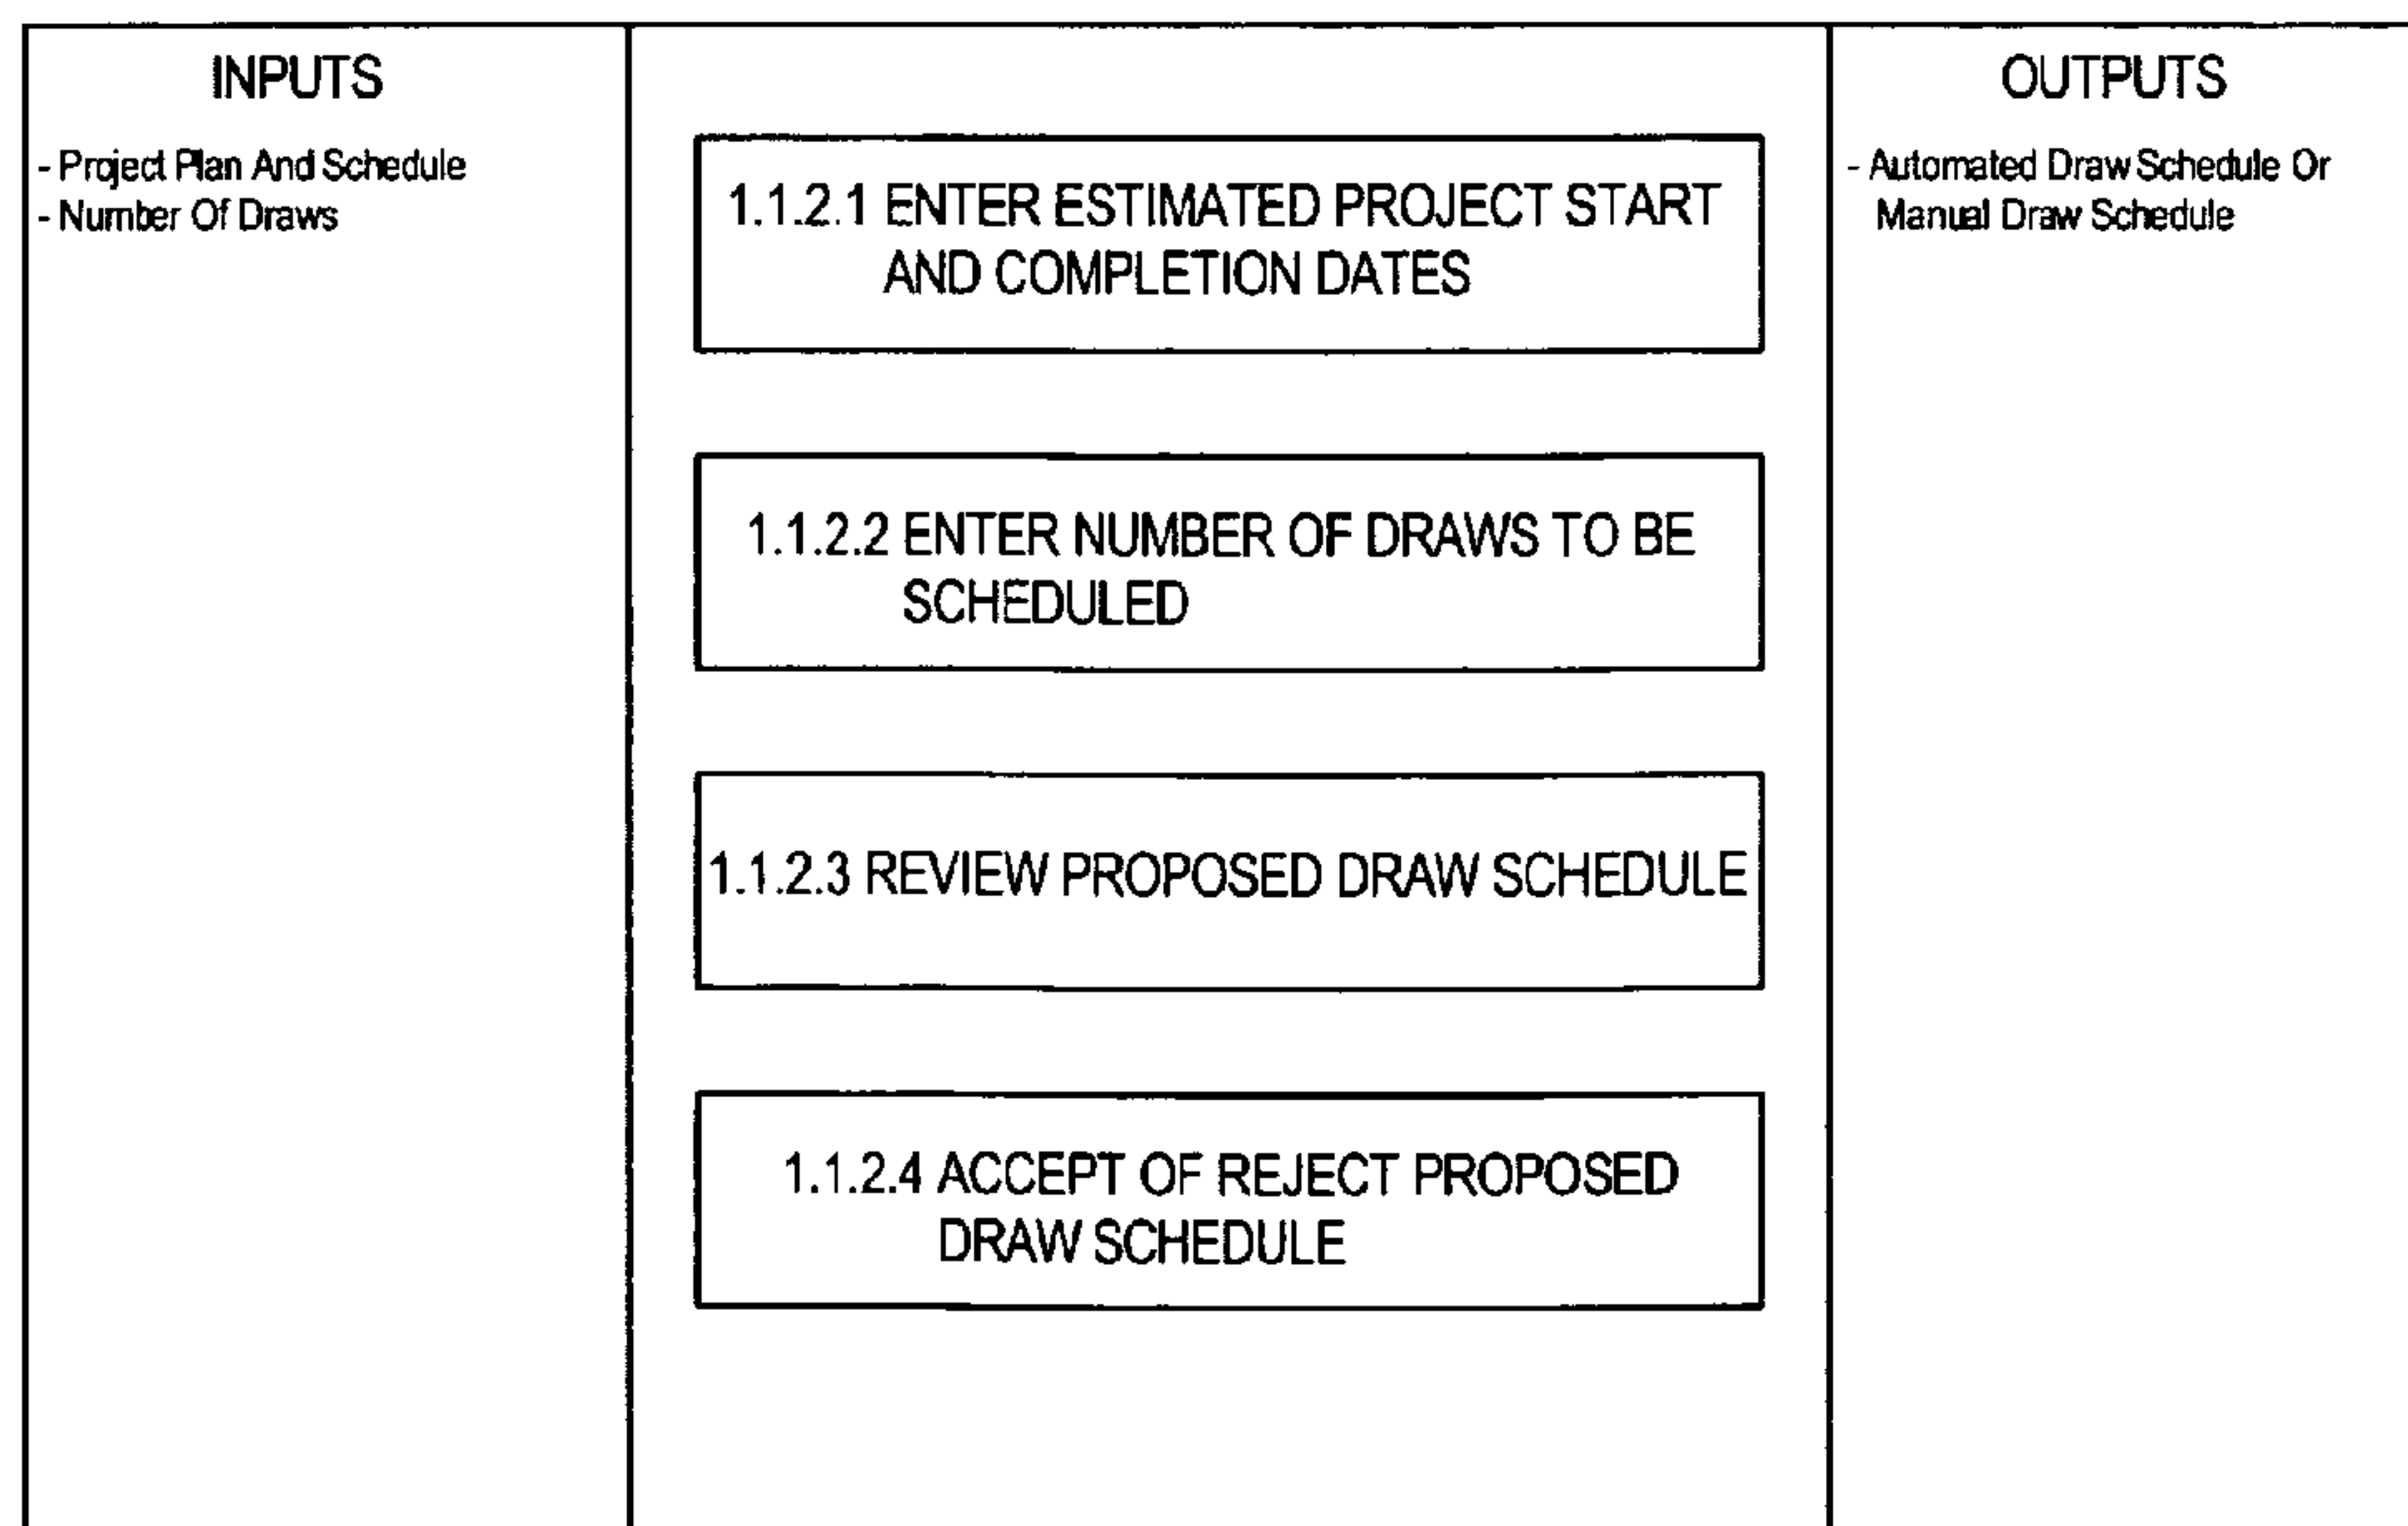 INPUTS
- Project Plan And Schedule
- Number Of Draws
1.1.2.1 ENTER ESTIMATED PROJECT START
AND COMPLETION DATES
1.1.2.2 ENTER NUMBER OF DRAWS TO BE
SCHEDULED
1.1.2.3 REVIEW PROPOSED DRAW SCHEDULE
1.1.2.4 ACCEPT OF REJECT PROPOSED
DRAW SCHEDULE
OUTPUTS
- Automated Draw Schedule Or
Manual Draw Schedule